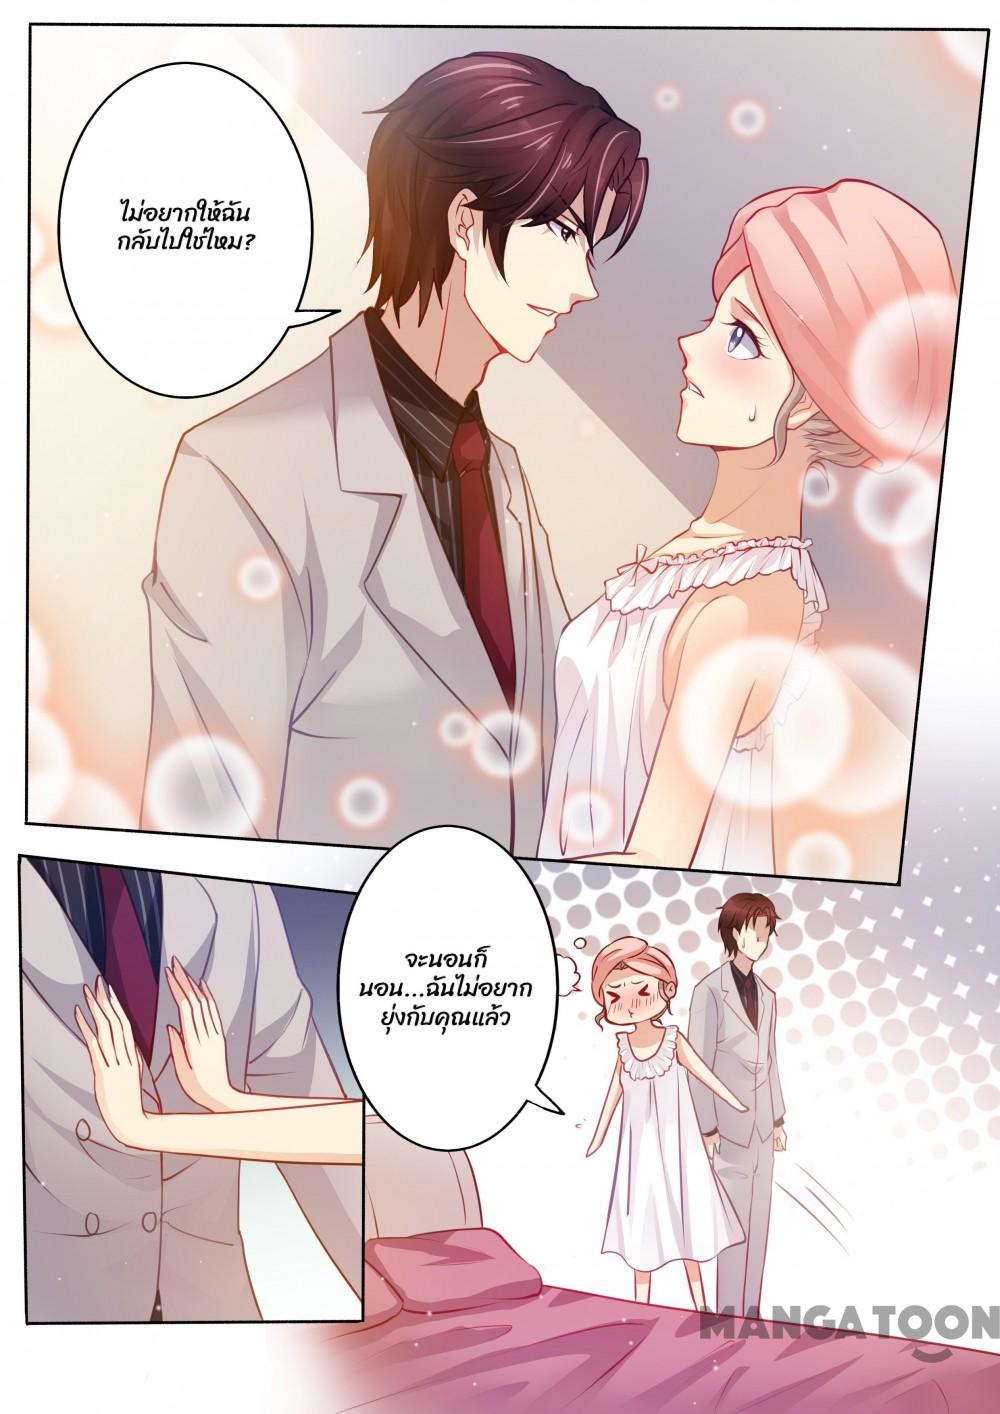 ไม่อยากให้ฉัน
กลับไปใช่ไหม?
จะนอนก็
นอน...ฉันไม่อยาก
ยุ่งกับคุณแล้ว
MANGATOON